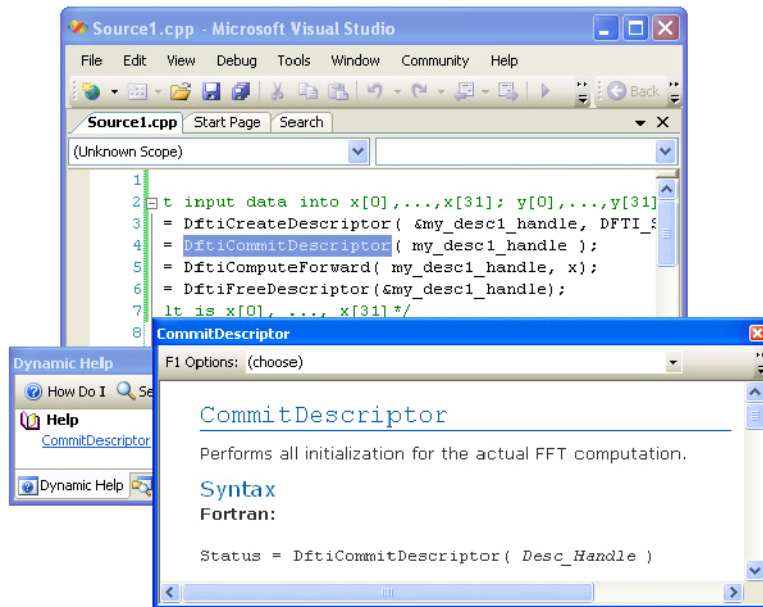 Source1.cpp - Microsoft Visual Studio
File Edit View Debug Tools Window Community Help
Back
Source1.cpp Start Page Search
(Unknown Scope)
1
2 t input data into x[0],...,x[31]; y[0],...,y[31]
3 = DftiCreateDescriptor( &my_desc1_handle, DFTI_S
4 = DftiCommitDescriptor( my_desc1_handle );
5 = DftiComputeForward( my_desc1_handle, x);
6 = DftiFreeDescriptor(&my_desc1_handle);
7 lt is x[0], ..., x[31]*/
8
CommitDescriptor
F1 Options: (choose)
CommitDescriptor
Performs all initialization for the actual FFT computation.
Syntax
Fortran:
Status = DftiCommitDescriptor( Desc_Handle )
Dynamic Help
How Do I Se
Help
CommitDescriptor
Dynamic Help